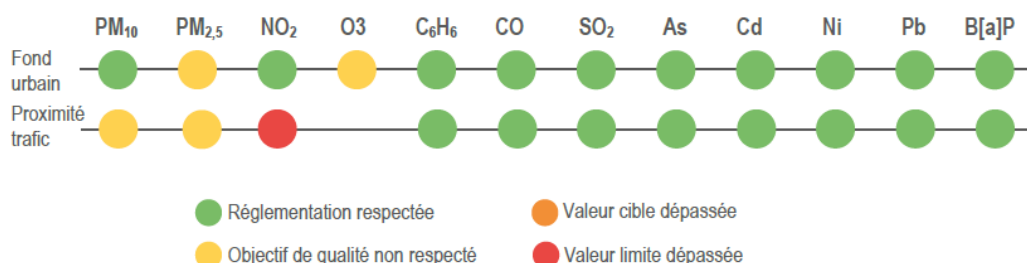 PM₁₀ PM₂,₅ NO₂ O3 C₆H₆ CO SO₂ As Cd Ni Pb B[a]P
Fond
urbain
Proximité
trafic
Réglementation respectée Valeur cible dépassée
Objectif de qualité non respecté Valeur limite dépassée